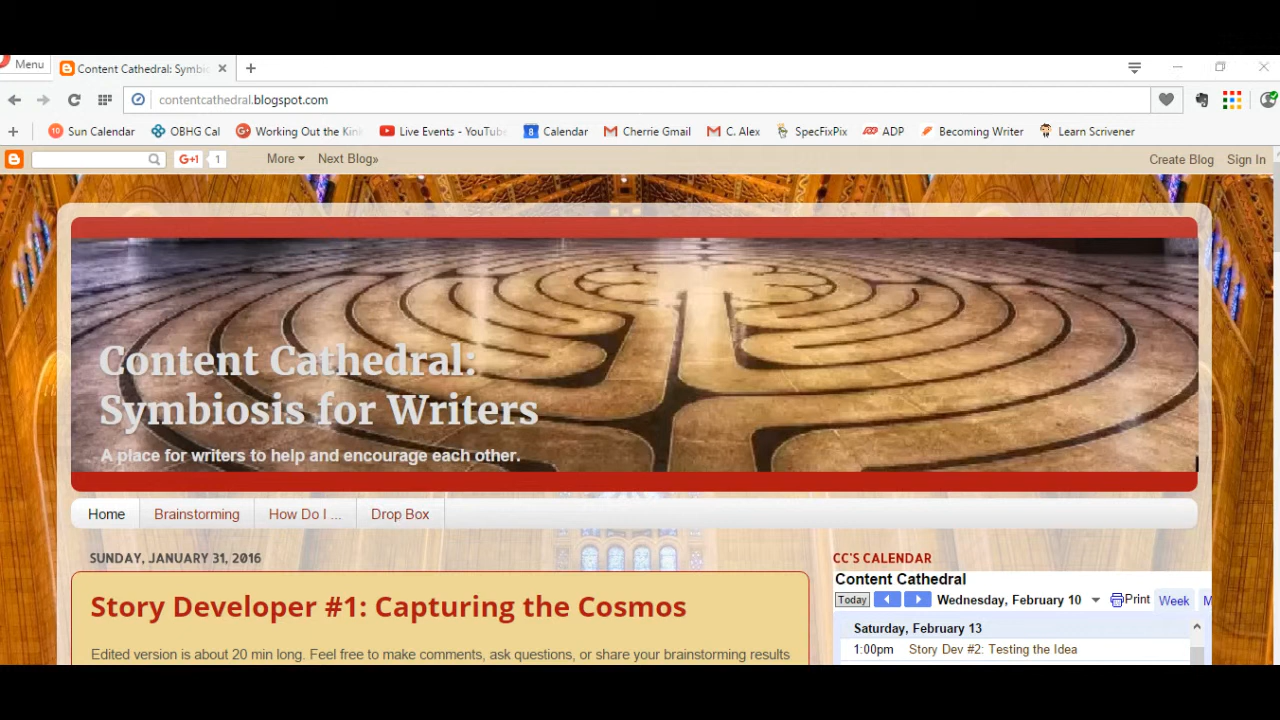 Menu
Content Cathedral: Symbi
contentcathedral.blogspot.com
Sun Calendar
OBHG Cal
Working Out the Kin
Live Events - YouTube
Calendar
Cherrie Gmail
C. Alex
SpecFixPix
ADP
Becoming Writer
Learn Scrivener
G+1 1
More
Next Blog»
Create Blog
Sign In
Content Cathedral:
Symbiosis for Writers
A place for writers to help and encourage each other.
Home
Brainstorming
How Do I ...
Drop Box
SUNDAY, JANUARY 31, 2016
Story Developer #1: Capturing the Cosmos
Edited version is about 20 min long. Feel free to make comments, ask questions, or share your brainstorming results
CC'S CALENDAR
Content Cathedral
Today
Wednesday, February 10
Print
Week
M
Saturday, February 13
1:00pm Story Dev #2: Testing the Idea